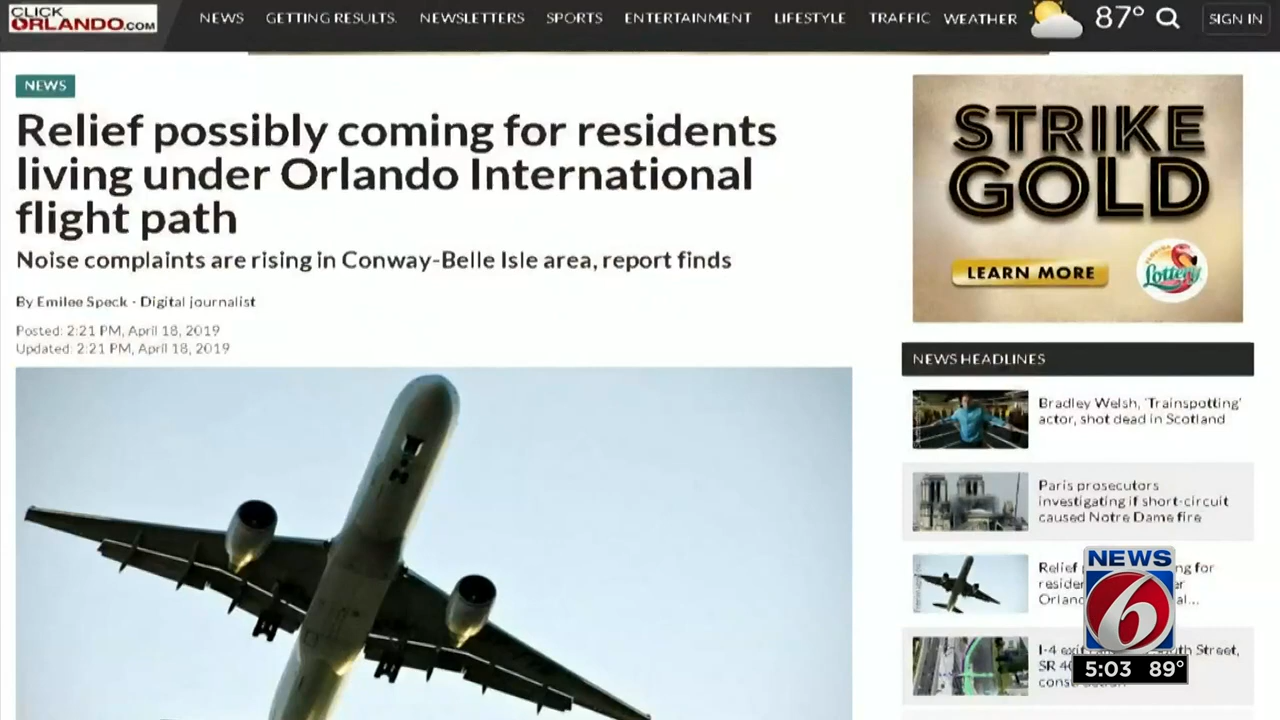 CLICK
ORLANDO.COM
NEWS GETTING RESULTS. NEWSLETTERS SPORTS ENTERTAINMENT LIFESTYLE TRAFFIC WEATHER 87° SIGN IN
NEWS
Relief possibly coming for residents
living under Orlando International
flight path
Noise complaints are rising in Conway-Belle Isle area, report finds
By Emilee Speck · Digital journalist
Posted: 2:21 PM, April 18, 2019
Updated: 2:21 PM, April 18, 2019
STRIKE
GOLD
LEARN MORE
FLORIDA
Lottery
NEWS HEADLINES
Bradley Welsh, 'Trainspotting'
actor, shot dead in Scotland
Paris prosecutors
investigating if short-circuit
caused Notre Dame fire
Relief for
I-4 Street,
SR
NEWS
6
5:03 89°